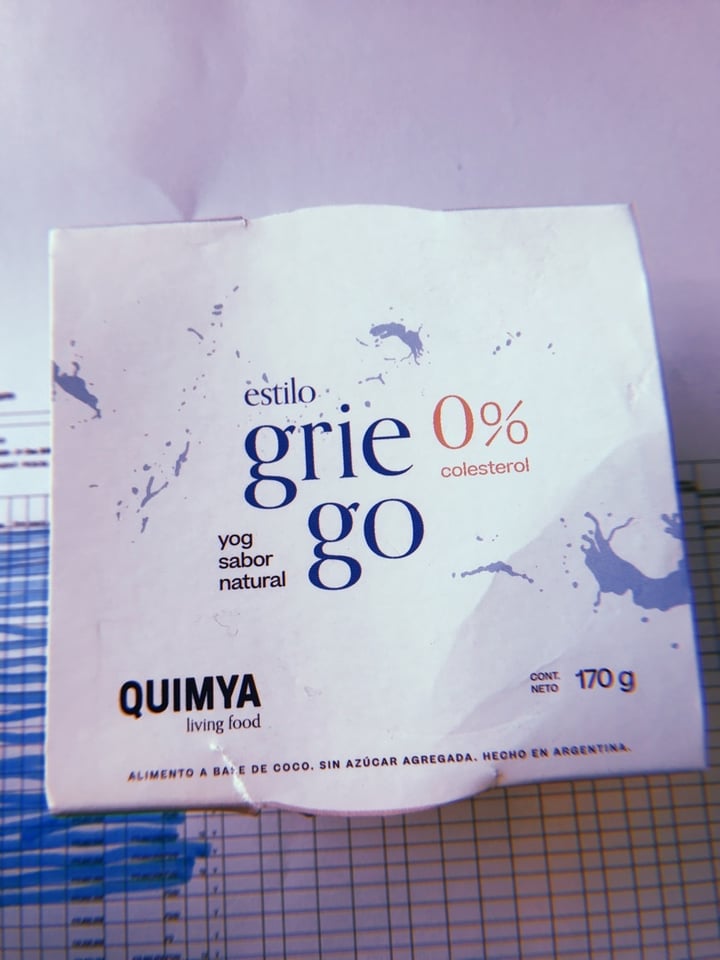 estilo
grie
go
0%
colesterol
yog
sabor
natural
QUIMYA
living food
CONT.
NETO
170 g
ALIMENTO A BASE DE COCO. SIN AZÚCAR AGREGADA. HECHO EN ARGENTINA.